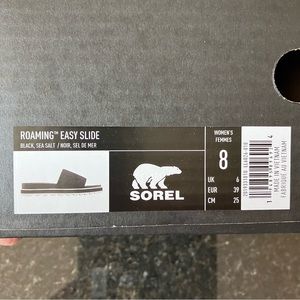 ROAMING™ EASY SLIDE
BLACK, SEA SALT / NOIR, SEL DE MER
SOREL
WOMEN'S
FEMMES
8
UK 6
EUR 39
CM 25
MADE IN VIETNAM
FABRIQUÉ AU VIETNAM